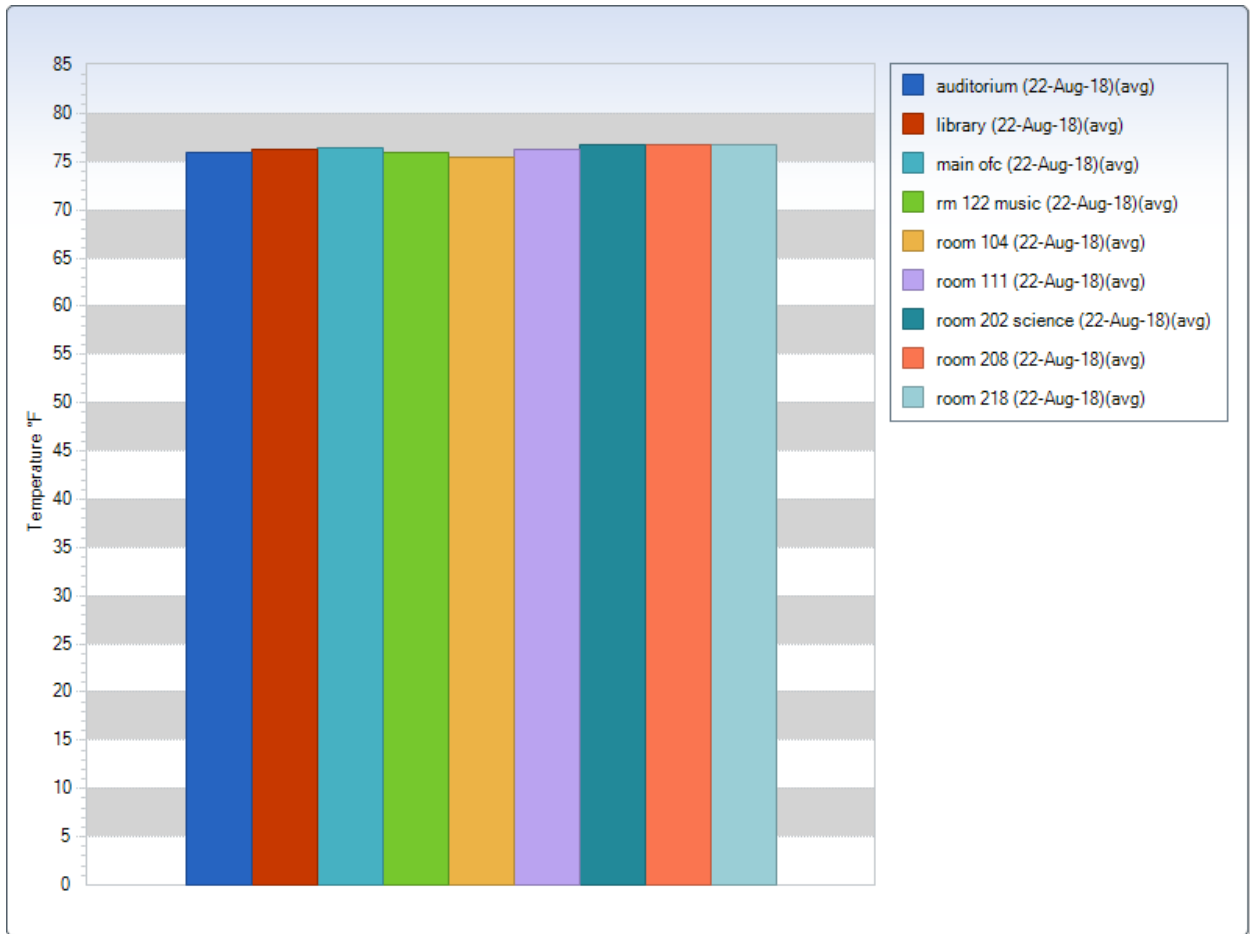 85
80
75
70
65
60
55
50
45
40
35
30
25
20
15
10
5
0
Temperature °F
auditorium (22-Aug-18)(avg)
library (22-Aug-18)(avg)
main ofc (22-Aug-18)(avg)
rm 122 music (22-Aug-18)(avg)
room 104 (22-Aug-18)(avg)
room 111 (22-Aug-18)(avg)
room 202 science (22-Aug-18)(avg)
room 208 (22-Aug-18)(avg)
room 218 (22-Aug-18)(avg)